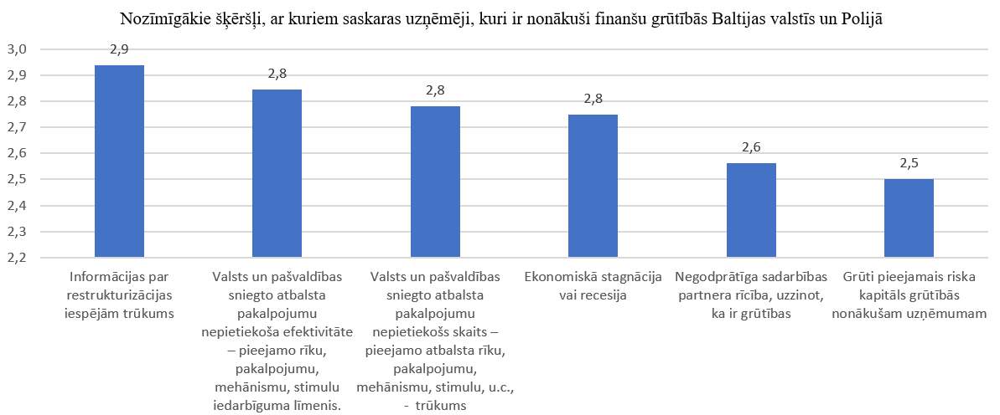 Nozīmīgākie šķēršļi, ar kuriem saskaras uzņēmēji, kuri ir nonākuši finanšu grūtībās Baltijas valstīs un Polijā
3,0
2,9
2,8
2,7
2,6
2,5
2,4
2,3
2,2
2,9
2,8
2,8
2,8
2,6
2,5
Informācijas par
restrukturizācijas
iespējām trūkums
Valsts un pašvaldības
sniegto atbalsta
pakalpojumu
nepietiekoša efektivitāte
– pieejamo rīku,
pakalpojumu,
mehānismu, stimulu
iedarbīguma līmenis.
Valsts un pašvaldības
sniegto atbalsta
pakalpojumu
nepietiekošs skaits –
pieejamo atbalsta rīku,
pakalpojumu,
mehānismu, stimulu, u.c.,
- trūkums
Ekonomiskā stagnācija
vai recesija
Negodprātīga sadarbības
partnera rīcība, uzzinot,
ka ir grūtības
Grūti pieejamais riska
kapitāls grūtībās
nonākušam uzņēmumam